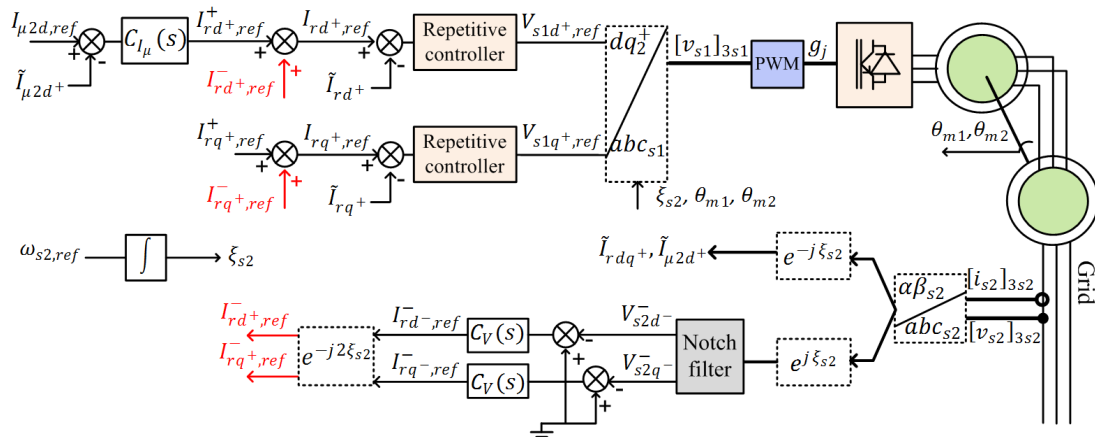 I_{μ2d,ref}
+
-
Ĩ_{μ2d^+}
C_{I_μ}(s)
I^+_{rd^+,ref}
+
+
I^-_{rd^+,ref}
I_{rd^+,ref}
+
-
Ĩ_{rd^+}
Repetitive
controller
V_{s1d^+,ref}
dq_2^+
abc_{s1}
[v_{s1}]_{3s1}
PWM
g_j
I^+_{rq^+,ref}
+
+
I^-_{rq^+,ref}
I_{rq^+,ref}
+
-
Ĩ_{rq^+}
Repetitive
controller
V_{s1q^+,ref}
ξ_{s2}, θ_{m1}, θ_{m2}
θ_{m1},θ_{m2}
ω_{s2,ref}
∫
ξ_{s2}
Ĩ_{rdq^+}, Ĩ_{μ2d^+}
e^{-jξ_{s2}}
αβ_{s2}
abc_{s2}
[i_{s2}]_{3s2}
[v_{s2}]_{3s2}
Grid
I^-_{rd^+,ref}
I^-_{rq^+,ref}
e^{-j2ξ_{s2}}
I^-_{rd^-,ref}
I^-_{rq^-,ref}
C_V(s)
C_V(s)
-
+
-
+
V^-_{s2d^-}
V^-_{s2q^-}
Notch
filter
e^{jξ_{s2}}